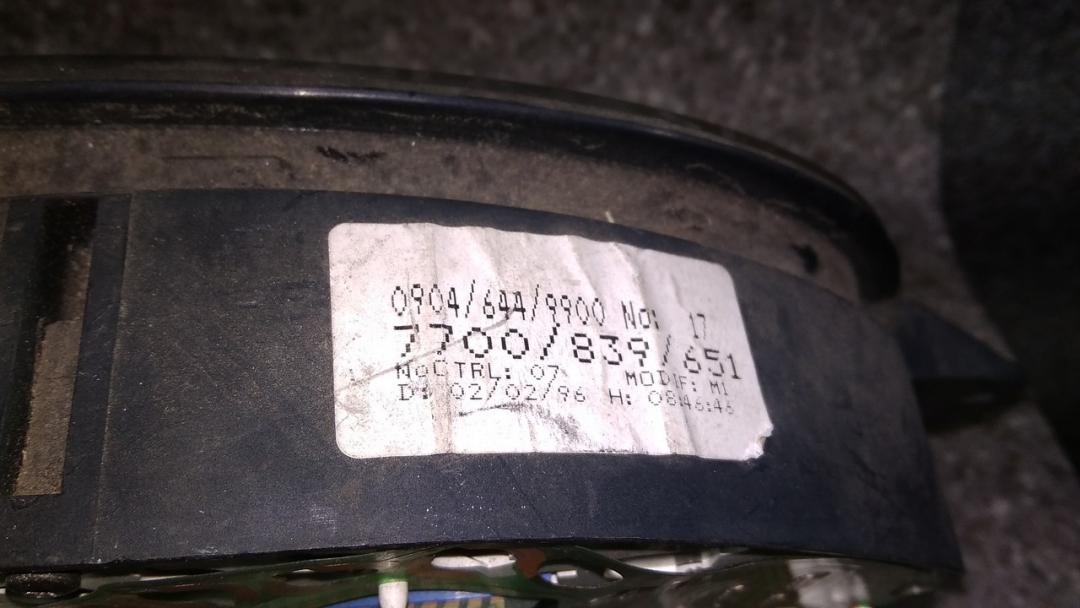 0904/644/9900 No: 17
7700/839/651
NoCTRL: 07 MODIF: M1
D: 02/02/96 H: 08:46:46